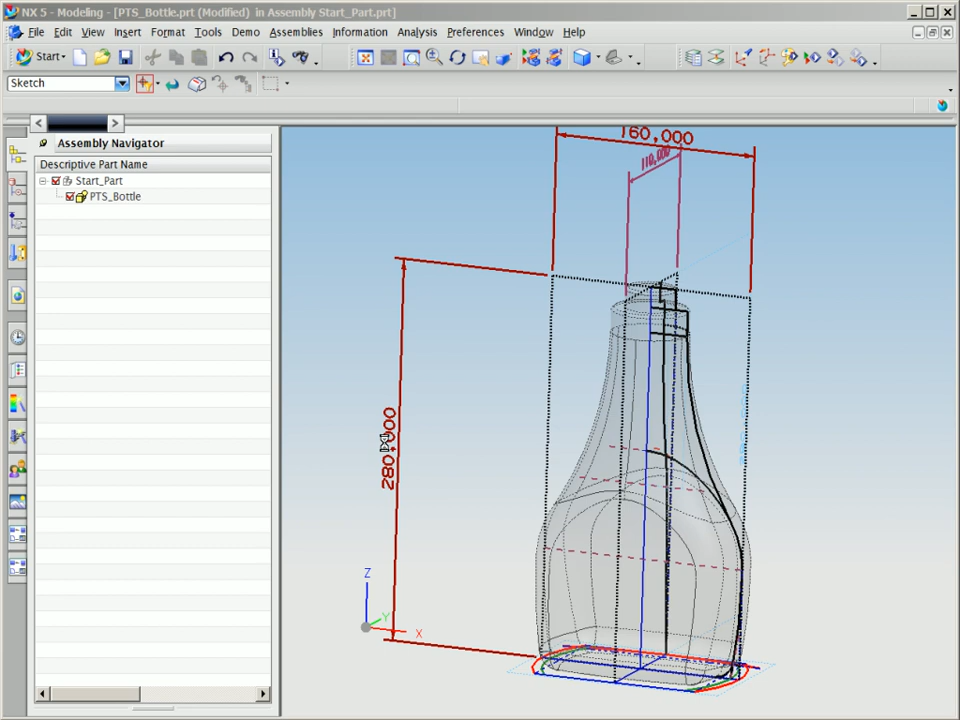 NX 5 - Modeling - [PTS_Bottle.prt (Modified)  in Assembly Start_Part.prt]
File Edit View Insert Format Tools Demo Assemblies Information Analysis Preferences Window Help
Start
Sketch
Assembly Navigator
Descriptive Part Name
Start_Part
PTS_Bottle
160,000
110,000
280,000
Z
Y
X